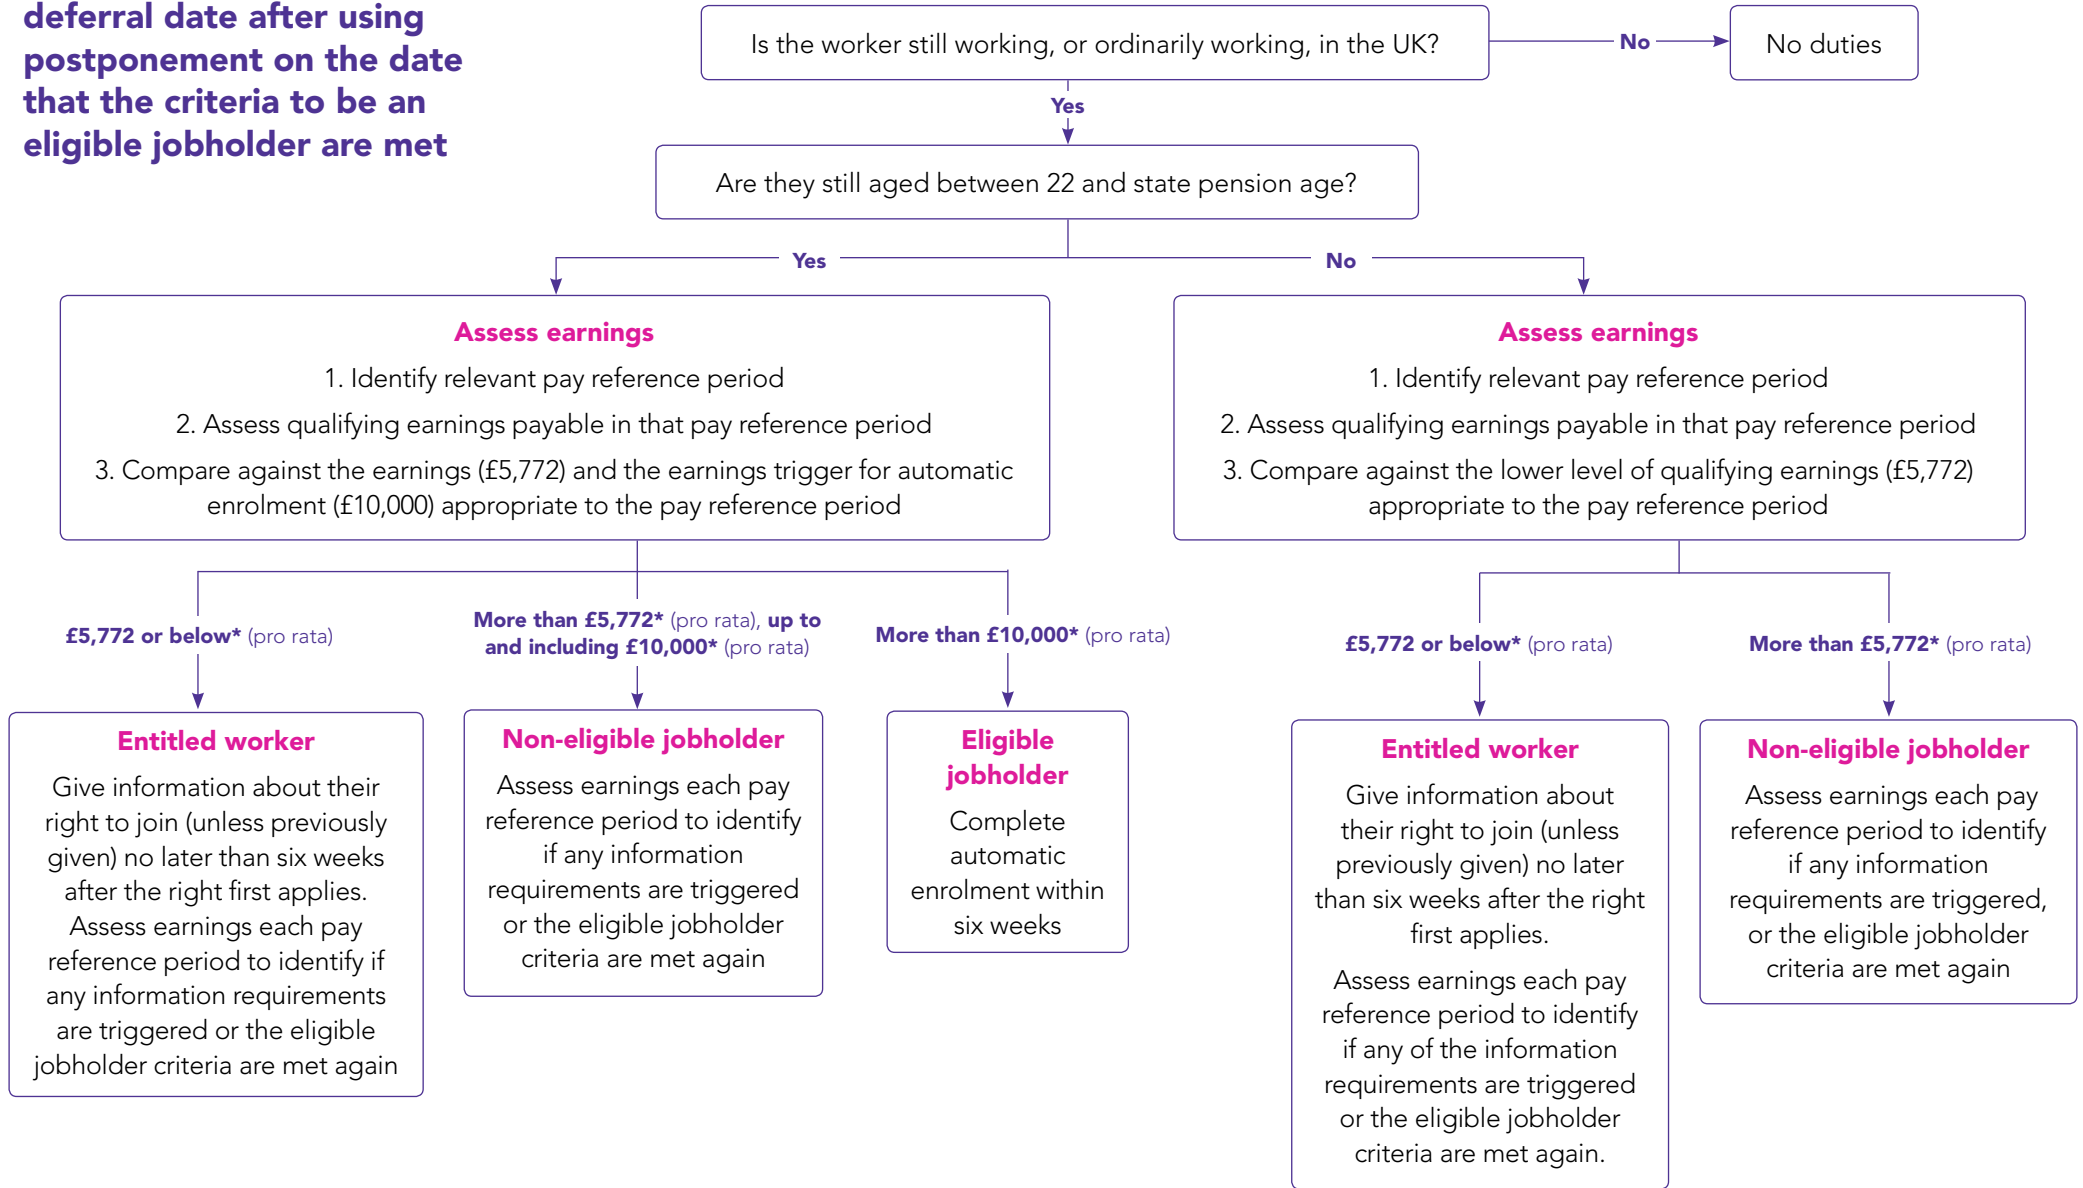 deferral date after using
postponement on the date
that the criteria to be an
eligible jobholder are met
Is the worker still working, or ordinarily working, in the UK?
No
No duties
Yes
Are they still aged between 22 and state pension age?
Yes
No
Assess earnings
1. Identify relevant pay reference period
2. Assess qualifying earnings payable in that pay reference period
3. Compare against the earnings (£5,772) and the earnings trigger for automatic
enrolment (£10,000) appropriate to the pay reference period
Assess earnings
1. Identify relevant pay reference period
2. Assess qualifying earnings payable in that pay reference period
3. Compare against the lower level of qualifying earnings (£5,772)
appropriate to the pay reference period
£5,772 or below* (pro rata)
More than £5,772* (pro rata), up to
and including £10,000* (pro rata)
More than £10,000* (pro rata)
£5,772 or below* (pro rata)
More than £5,772* (pro rata)
Entitled worker
Give information about their
right to join (unless previously
given) no later than six weeks
after the right first applies.
Assess earnings each pay
reference period to identify if
any information requirements
are triggered or the eligible
jobholder criteria are met again
Non-eligible jobholder
Assess earnings each pay
reference period to identify
if any information
requirements are triggered
or the eligible jobholder
criteria are met again
Eligible
jobholder
Complete
automatic
enrolment within
six weeks
Entitled worker
Give information about
their right to join (unless
previously given) no later
than six weeks after the right
first applies.
Assess earnings each pay
reference period to identify
if any of the information
requirements are triggered
or the eligible jobholder
criteria are met again.
Non-eligible jobholder
Assess earnings each pay
reference period to identify
if any information
requirements are triggered,
or the eligible jobholder
criteria are met again